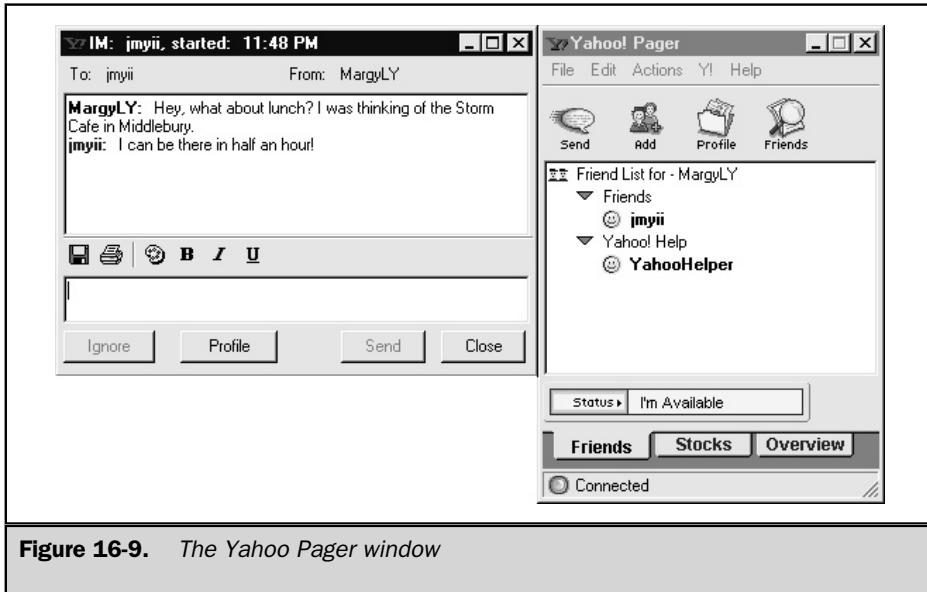 IM: jmyii, started: 11:48 PM
To: jmyii From: MargyLY
MargyLY: Hey, what about lunch? I was thinking of the Storm
Cafe in Middlebury.
jmyii: I can be there in half an hour!
B I U
Ignore Profile Send Close
Yahoo! Pager
File Edit Actions Y! Help
Send Add Profile Friends
Friend List for - MargyLY
Friends
jmyii
Yahoo! Help
YahooHelper
Status I'm Available
Friends Stocks Overview
Connected
Figure 16-9. The Yahoo Pager window